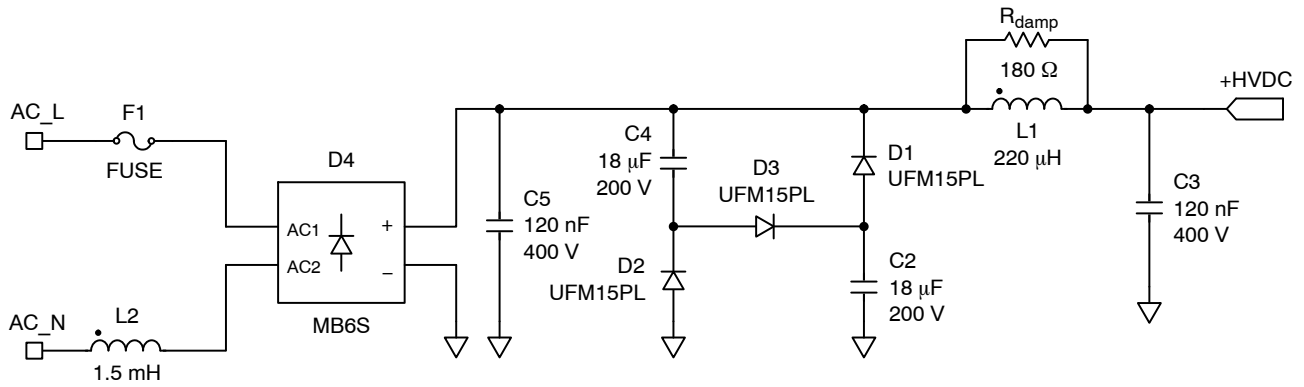 R_damp
180 Ω
+HVDC
AC_L
F1
FUSE
C4
18 μF
200 V
D1
UFM15PL
L1
220 μH
D4
D3
UFM15PL
C3
120 nF
400 V
C5
120 nF
400 V
AC1
+
AC2
–
D2
UFM15PL
C2
18 μF
200 V
AC_N
L2
MB6S
1.5 mH